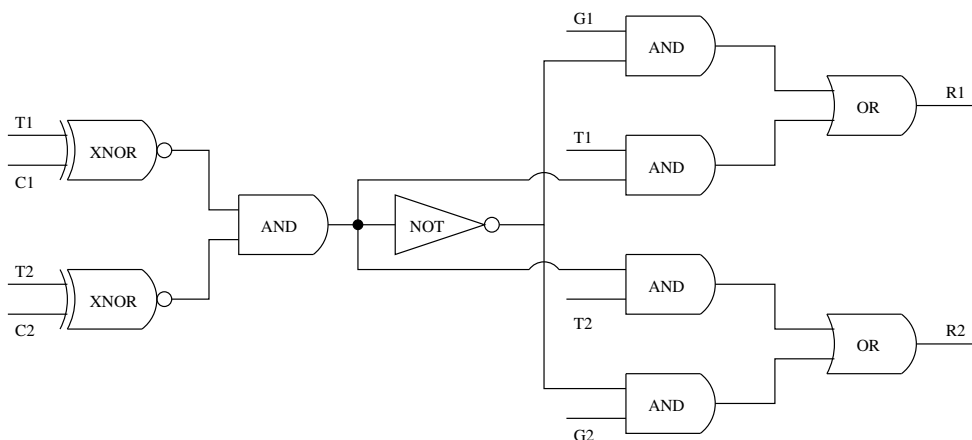 G1
AND
R1
OR
T1
XNOR
C1
T1
AND
AND
NOT
T2
XNOR
C2
AND
T2
R2
OR
AND
G2